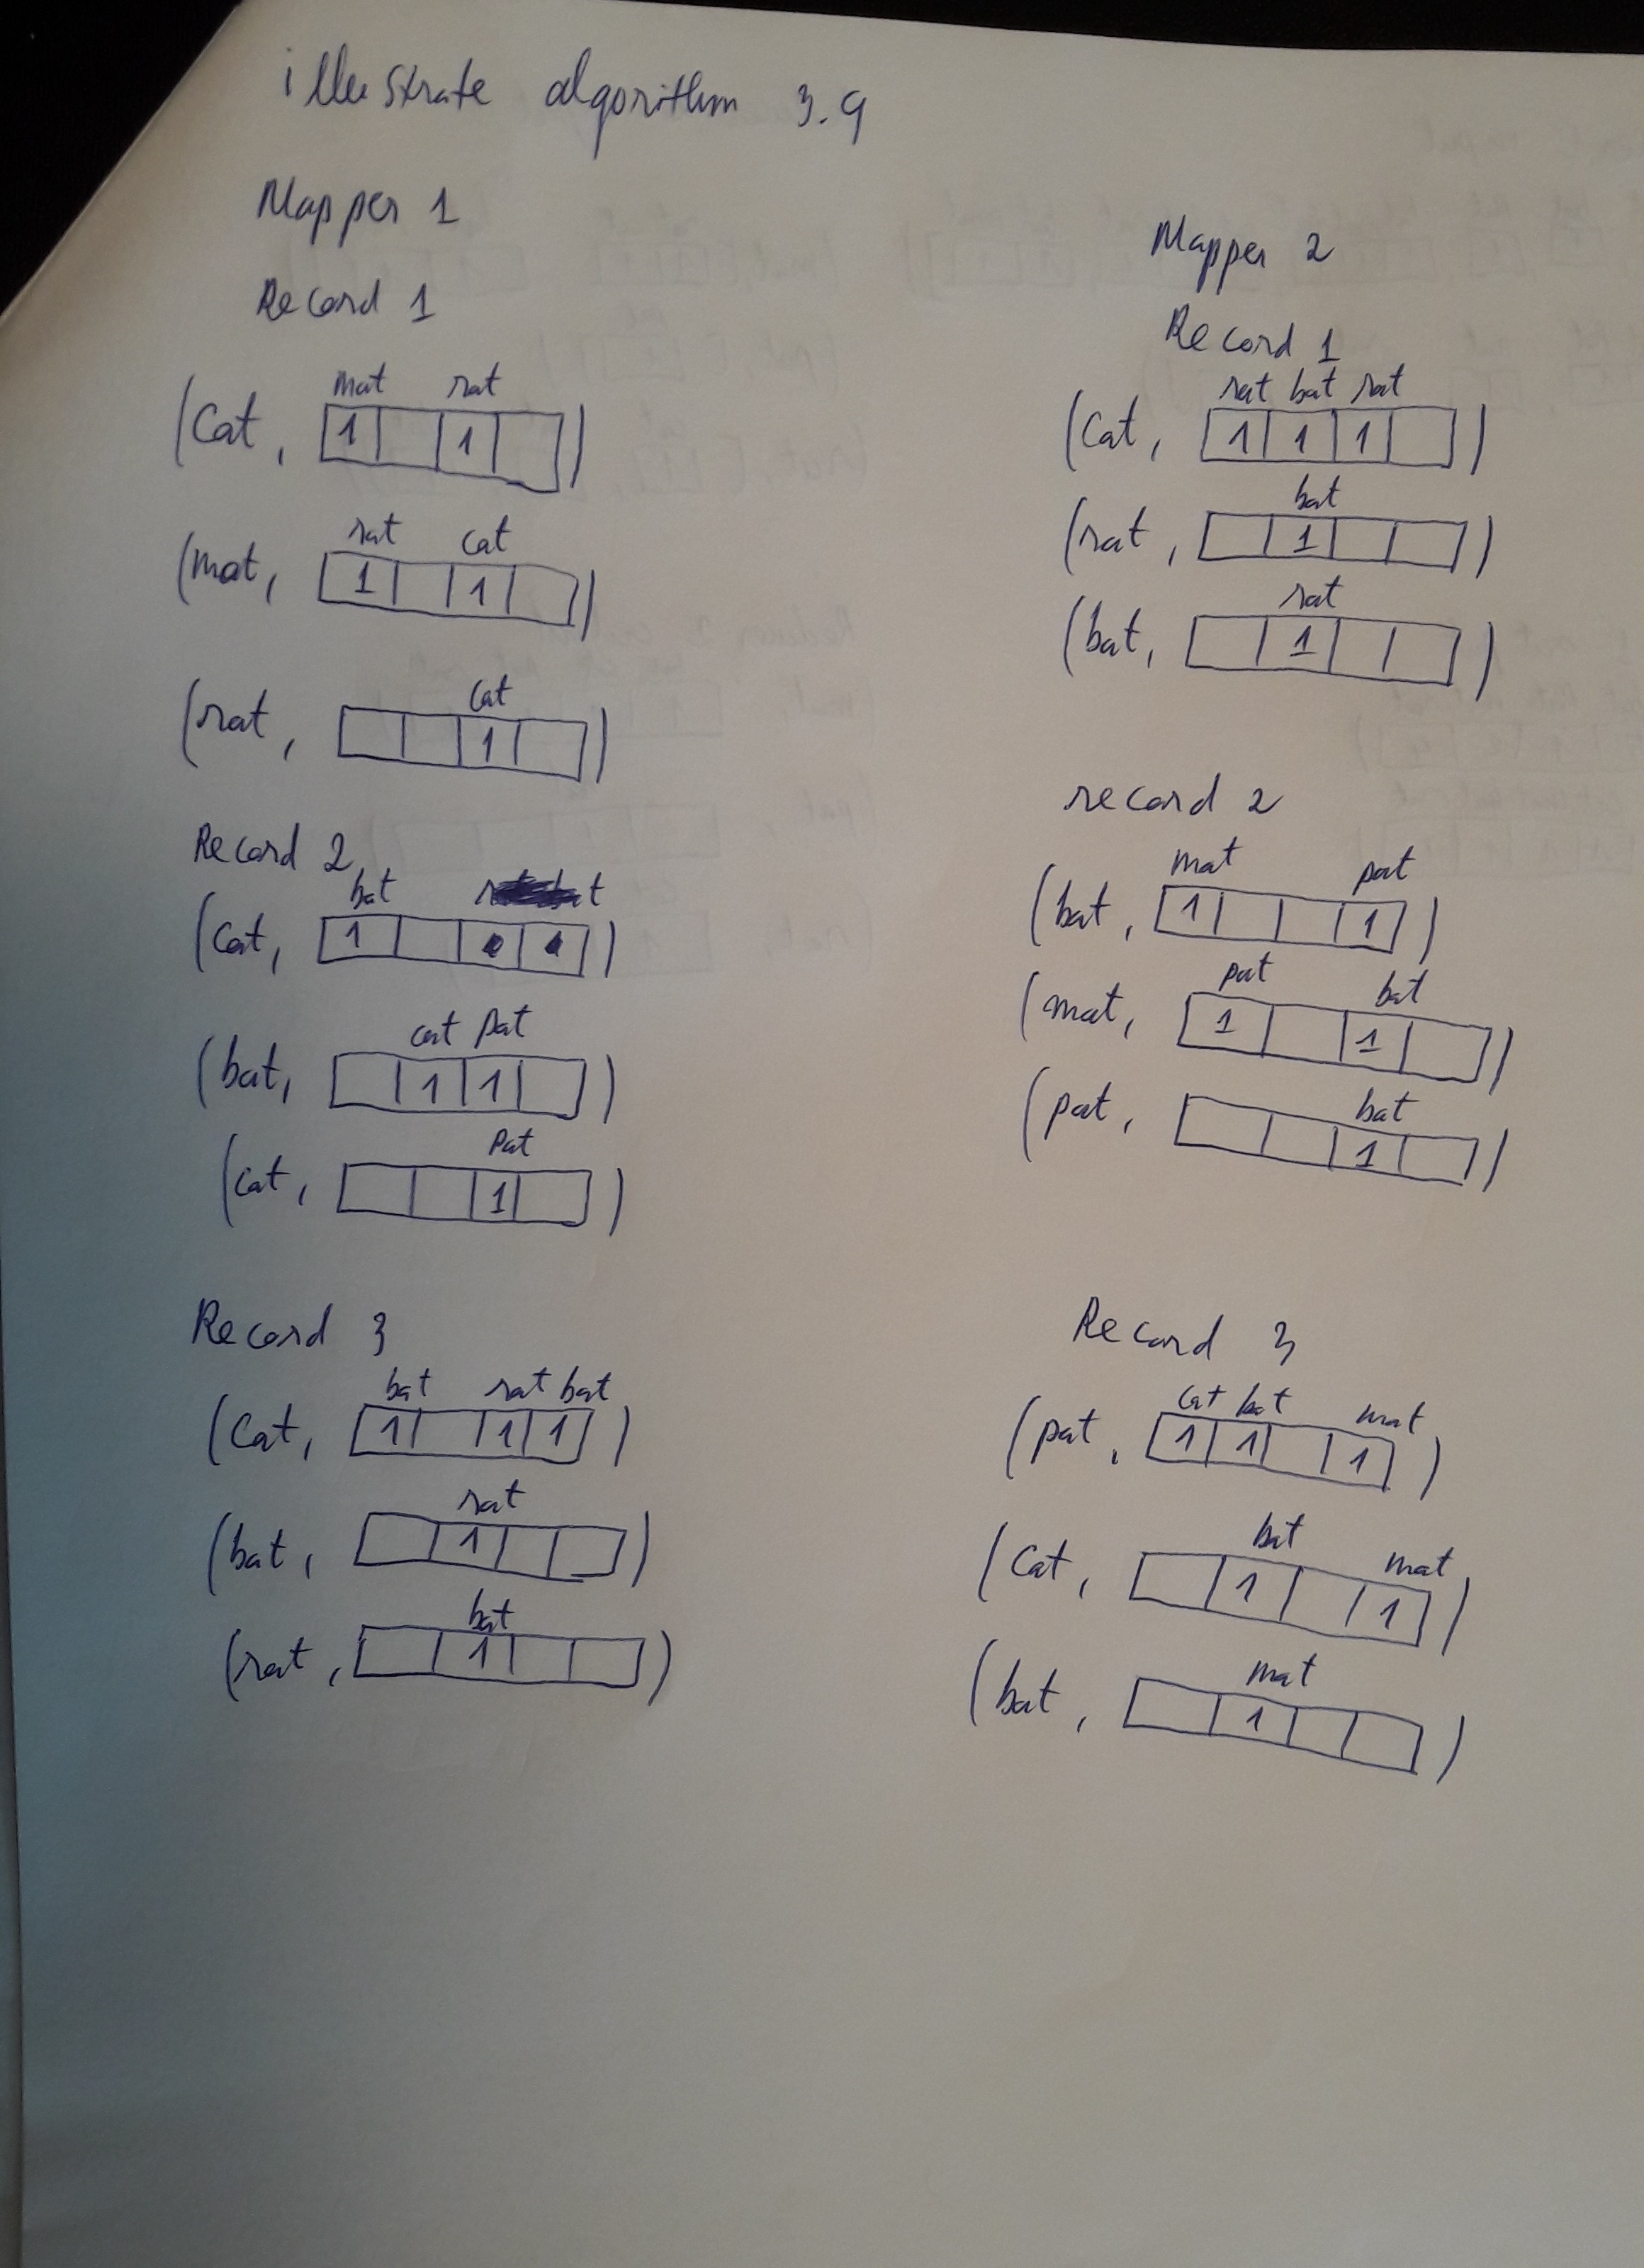 illustrate algorithm 3.9
Mapper 1
Record 1
mat rat
(Cat, 1 1 )
rat cat
(mat, 1 1 )
cat
(rat, 1 )
Record 2
bat
(cat, 1 )
cat pat
(bat, 1 1 )
Pat
(cat, 1 )
Record 3
bat rat bat
(Cat, 1 1 1 )
rat
(bat, 1 )
bat
(rat, 1 )
Mapper 2
Record 1
rat bat rat
(Cat, 1 1 1 )
bat
(rat, 1 )
rat
(bat, 1 )
record 2
mat pat
(bat, 1 1 )
pat bat
(mat, 1 1 )
bat
(pat, 1 )
Record 3
cat bat mat
(pat, 1 1 1 )
bat mat
(cat, 1 1 )
mat
(bat, 1 )